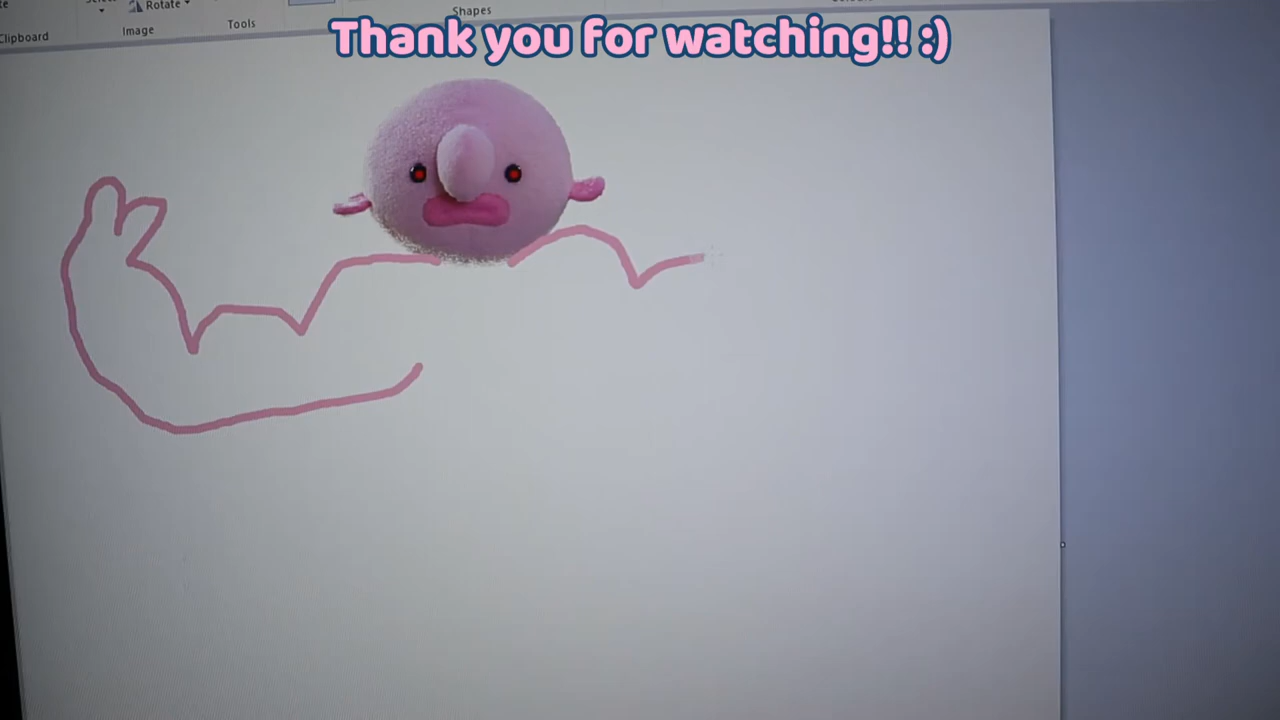 Rotate
Shapes
Tools
Image
Clipboard
Thank you for watching!! :)